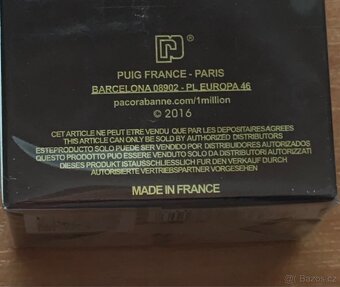 PUIG FRANCE - PARIS
BARCELONA 08902 - PL EUROPA 46
pacorabanne.com/1million
© 2016
CET ARTICLE NE PEUT ETRE VENDU QUE PAR LES DEPOSITAIRES AGREES
THIS ARTICLE CAN ONLY BE SOLD BY AUTHORIZED DISTRIBUTORS
ESTEPRODUCTO SOLO PUEDE SER VENDIDO POR DISTRIBUIDORES AUTORIZADOS
QUESTO PRODOTTO PUO ESSERE VENDUTO SOLO DA DISTRIBUTORI AUTORIZZATI
DIESES PRODUKT IST AUSSCHLIESSLICH FUR DEN VERKAUF DURCH
AUTORISIERTE VERTRIEBSPARTNER VORGESEHEN
MADE IN FRANCE
Bazos.cz